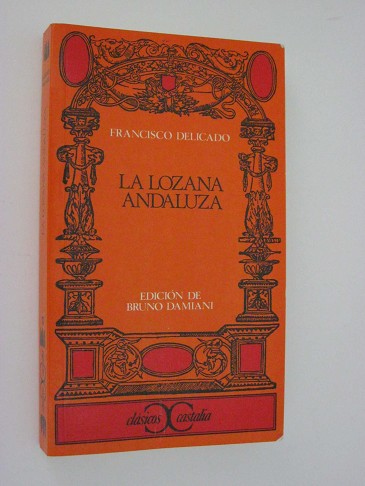 FRANCISCO DELICADO
LA LOZANA
ANDALUZA
EDICIÓN DE
BRUNO DAMIANI
clásicos castalia